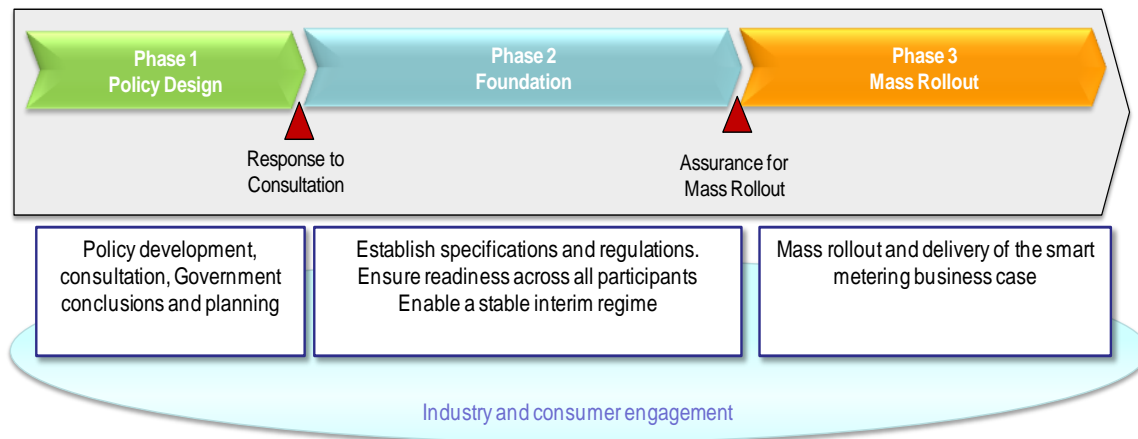 Phase 1
Policy Design
Phase 2
Foundation
Phase 3
Mass Rollout
Response to
Consultation
Assurance for
Mass Rollout
Policy development,
consultation, Government
conclusions and planning
Establish specifications and regulations.
Ensure readiness across all participants
Enable a stable interim regime
Mass rollout and delivery of the smart
metering business case
Industry and consumer engagement